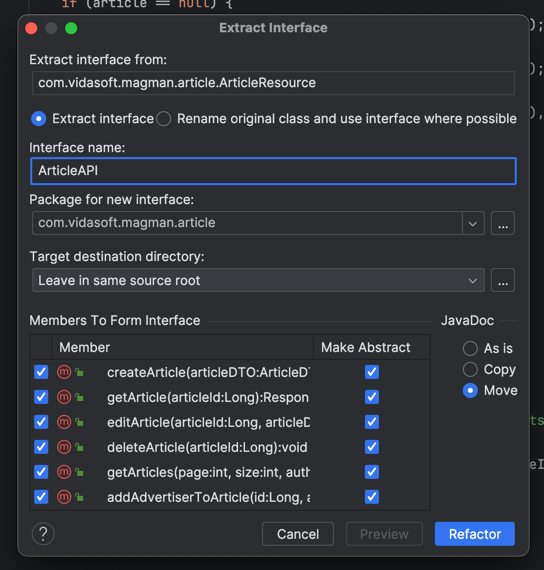 if (article == null) {
Extract Interface
Extract interface from:
com.vidasoft.magman.article.ArticleResource
Extract interface
Rename original class and use interface where possible
Interface name:
ArticleAPI
Package for new interface:
com.vidasoft.magman.article
...
Target destination directory:
Leave in same source root
...
Members To Form Interface
JavaDoc
Member
Make Abstract
As is
Copy
Move
m createArticle(articleDTO:ArticleDT
m getArticle(articleId:Long):Respon
m editArticle(articleId:Long, articleD
m deleteArticle(articleId:Long):void
m getArticles(page:int, size:int, auth
m addAdvertiserToArticle(id:Long, a
?
Cancel
Preview
Refactor